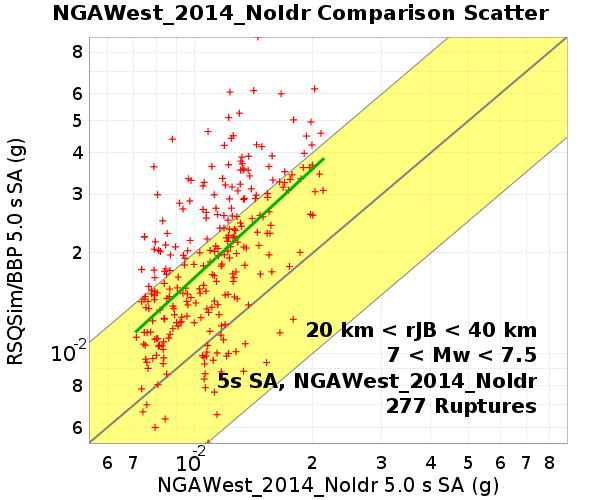 NGAWest_2014_NoIdr Comparison Scatter
RSQSim/BBP 5.0 s SA (g)
8
6
5
4
3
2
10-2
8
6
20 km < rJB < 40 km
7 < Mw < 7.5
5s SA, NGAWest_2014_NoIdr
277 Ruptures
6 7 10-2 2 3 4 5 6 7 8
NGAWest_2014_NoIdr 5.0 s SA (g)